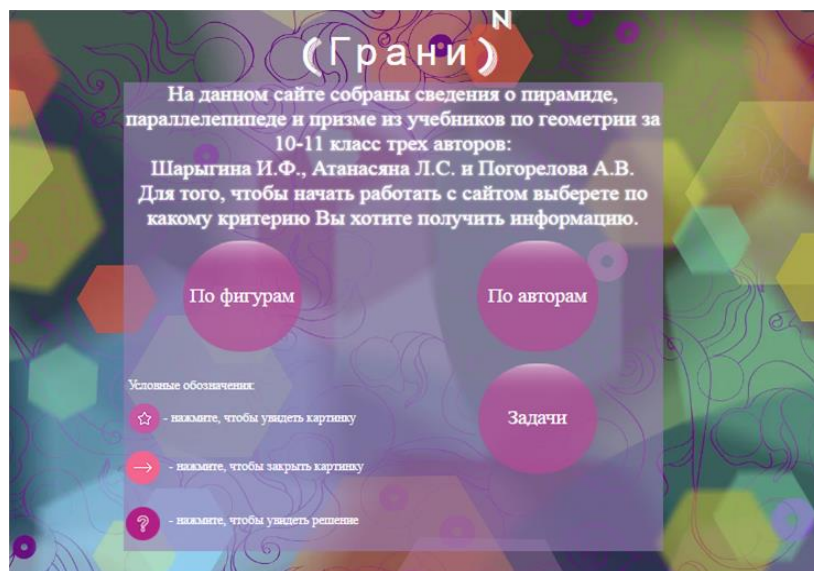 (Грани)N
На данном сайте собраны сведения о пирамиде,
параллелепипеде и призме из учебников по геометрии за
10-11 класс трех авторов:
Шарыгина И.Ф., Атанасяна Л.С. и Погорелова А.В.
Для того, чтобы начать работать с сайтом выберете по
какому критерию Вы хотите получить информацию.
По фигурам
По авторам
Задачи
Условные обозначения:
- нажмите, чтобы увидеть картинку
- нажмите, чтобы закрыть картинку
? - нажмите, чтобы увидеть решение